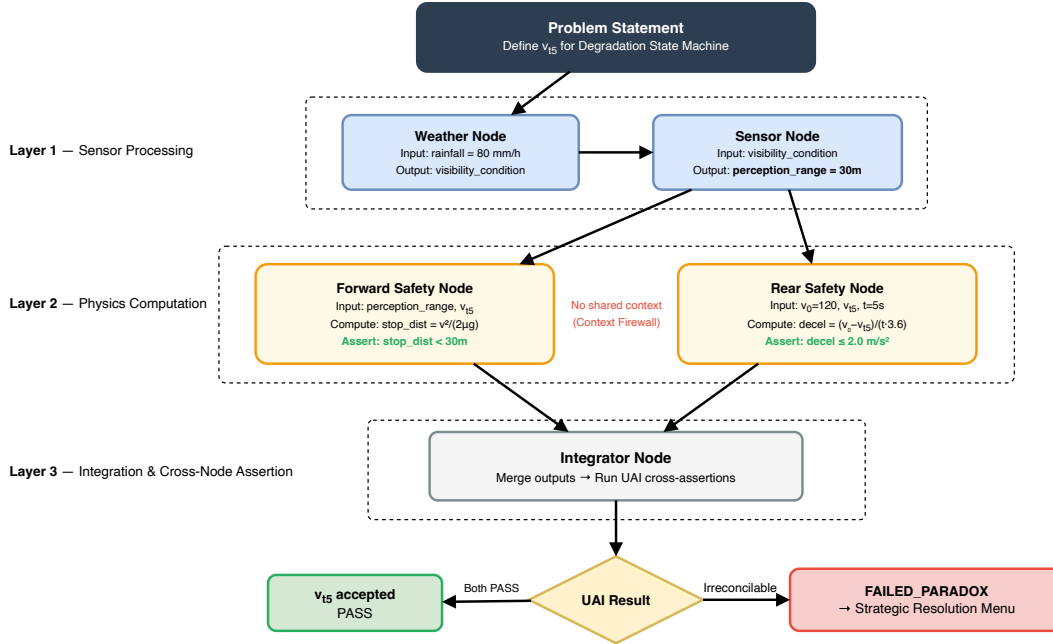 Problem Statement
Define v_t5 for Degradation State Machine
Layer 1 — Sensor Processing
Weather Node
Input: rainfall = 80 mm/h
Output: visibility_condition
Sensor Node
Input: visibility_condition
Output: perception_range = 30m
Layer 2 — Physics Computation
Forward Safety Node
Input: perception_range, v_t5
Compute: stop_dist = v²/(2μg)
Assert: stop_dist < 30m
No shared context
(Context Firewall)
Rear Safety Node
Input: v₀=120, v_t5, t=5s
Compute: decel = (v₀−v_t5)/(t·3.6)
Assert: decel ≤ 2.0 m/s²
Layer 3 — Integration & Cross-Node Assertion
Integrator Node
Merge outputs → Run UAI cross-assertions
v_t5 accepted
PASS
Both PASS
UAI Result
Irreconcilable
FAILED_PARADOX
→ Strategic Resolution Menu